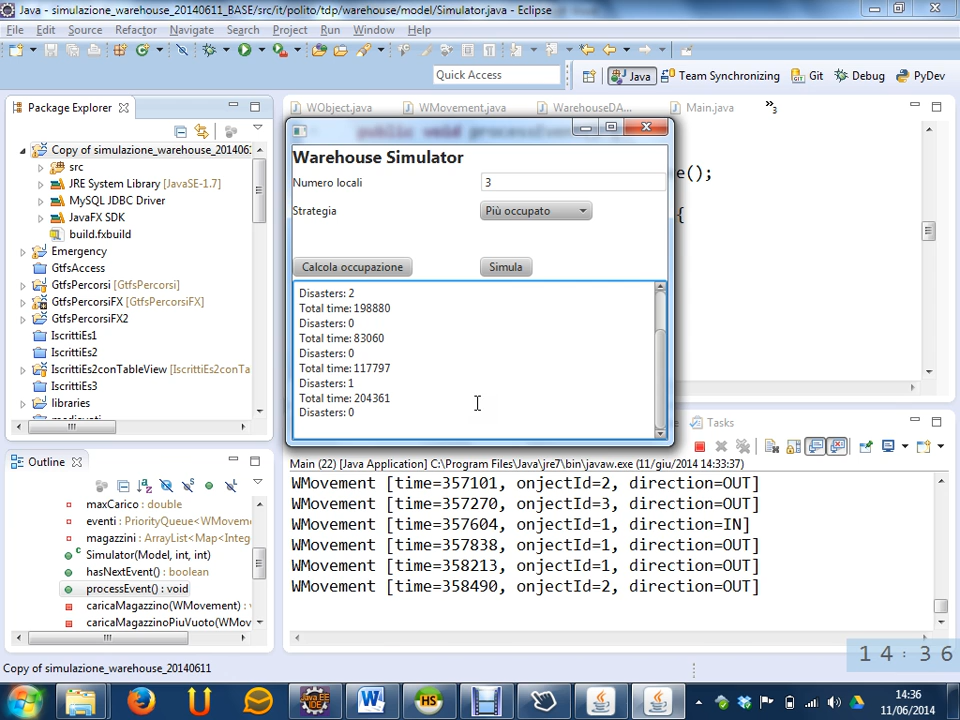 Java - simulazione_warehouse_20140611_BASE/src/it/polito/tdp/warehouse/model/Simulator.java - Eclipse
File Edit Source Refactor Navigate Search Project Run Window Help
Quick Access
Java Team Synchronizing Git Debug PyDev
Package Explorer
WObject.java WMovement.java WarehouseDA... Main.java »3
Copy of simulazione_warehouse_20140611
src
JRE System Library [JavaSE-1.7]
MySQL JDBC Driver
JavaFX SDK
build.fxbuild
Emergency
GtfsAccess
GtfsPercorsi [GtfsPercorsi]
GtfsPercorsiFX [GtfsPercorsiFX]
GtfsPercorsiFX2
IscrittiEs1
IscrittiEs2
IscrittiEs2conTableView [IscrittiEs2conTa
IscrittiEs3
libraries
public void
e();
{
Warehouse Simulator
Numero locali 3
Strategia Più occupato
Calcola occupazione Simula
Disasters: 2
Total time: 198880
Disasters: 0
Total time: 83060
Disasters: 0
Total time: 117797
Disasters: 1
Total time: 204361
Disasters: 0
Tasks
Main (22) [Java Application] C:\Program Files\Java\jre7\bin\javaw.exe (11/giu/2014 14:33:37)
WMovement [time=357101, onjectId=2, direction=OUT]
WMovement [time=357270, onjectId=3, direction=OUT]
WMovement [time=357604, onjectId=1, direction=IN]
WMovement [time=357838, onjectId=1, direction=OUT]
WMovement [time=358213, onjectId=1, direction=OUT]
WMovement [time=358490, onjectId=2, direction=OUT]
Outline
maxCarico : double
eventi : PriorityQueue<WMovem
magazzini : ArrayList<Map<Integ
Simulator(Model, int, int)
hasNextEvent() : boolean
processEvent() : void
caricaMagazzino(WMovement) :
caricaMagazzinoPiuVuoto(WMov
Copy of simulazione_warehouse_20140611
14:36
14:36
11/06/2014